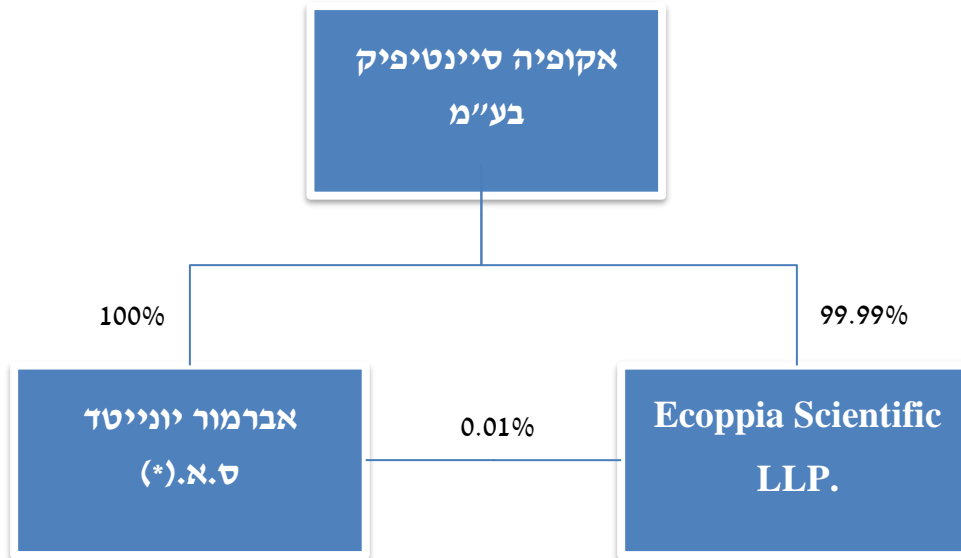 אקופיה סיינטיפיק
בע״מ
100%
99.99%
אברמור יונייטד
ס.א.(*)
0.01%
Ecoppia Scientific
LLP.